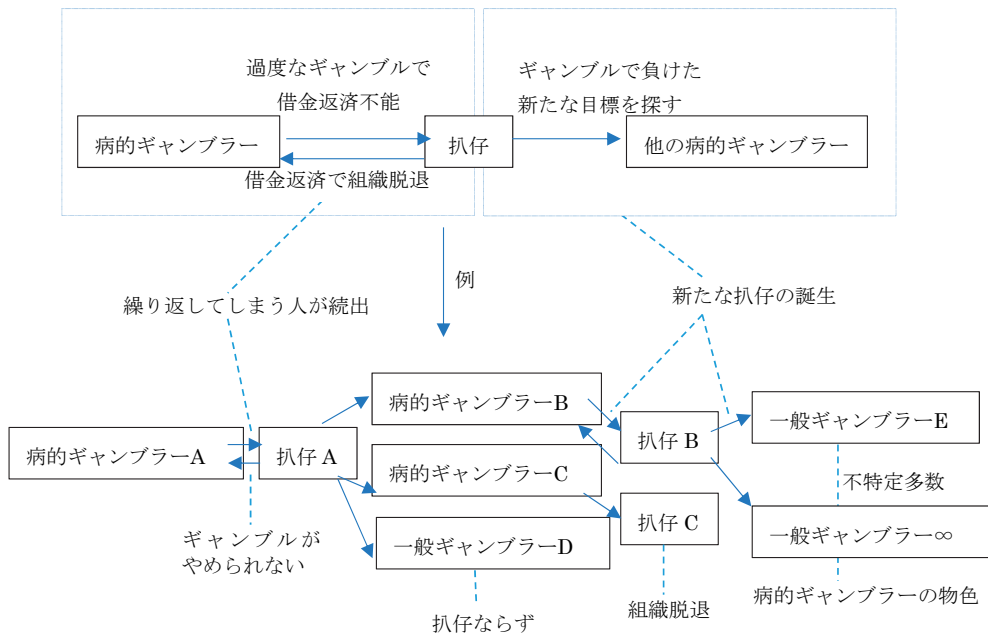 過度なギャンブルで
借金返済不能
ギャンブルで負けた
新たな目標を探す
病的ギャンブラー
扒仔
他の病的ギャンブラー
借金返済で組織脱退
例
繰り返してしまう人が続出
新たな扒仔の誕生
病的ギャンブラーB
一般ギャンブラーE
病的ギャンブラーA
扒仔 A
扒仔 B
病的ギャンブラーC
不特定多数
扒仔 C
一般ギャンブラー∞
ギャンブルが
やめられない
一般ギャンブラーD
組織脱退
病的ギャンブラーの物色
扒仔ならず